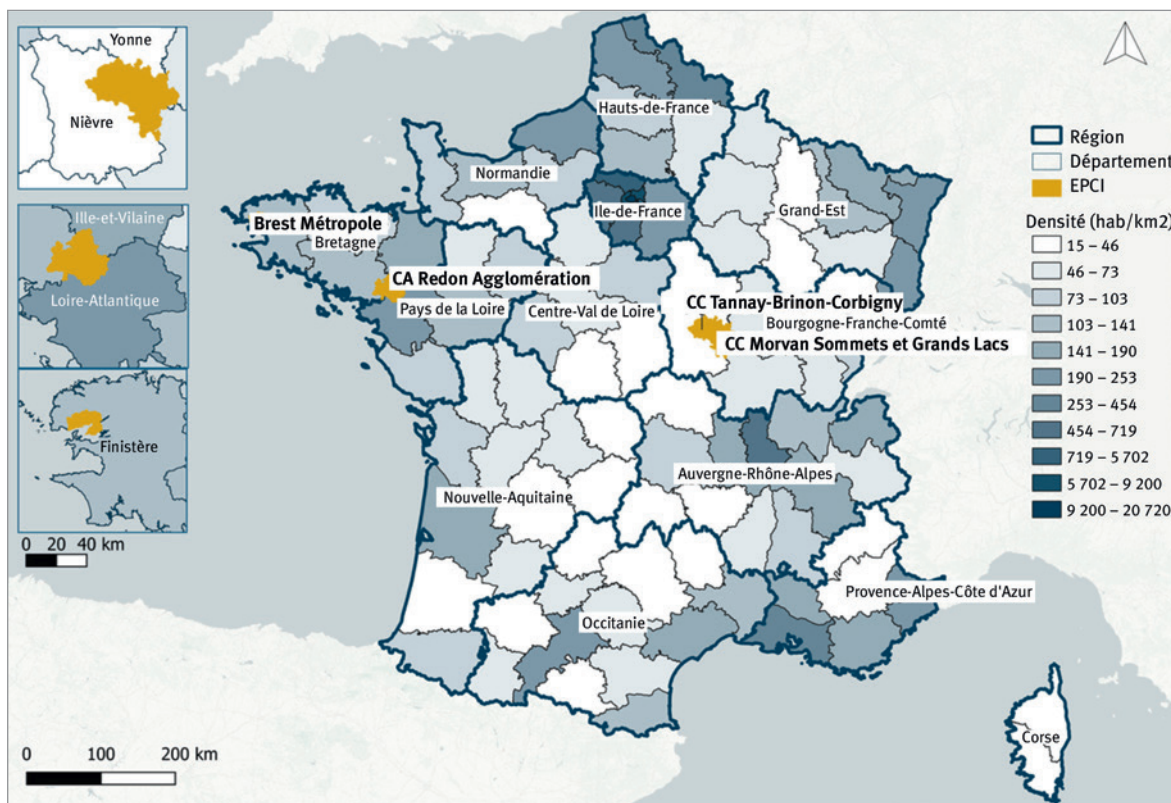 Yonne
Nièvre
Ille-et-Vilaine
Loire-Atlantique
Finistère
0 20 40 km
Hauts-de-France
Normandie
Ile-de-France
Grand-Est
Brest Métropole
Bretagne
CA Redon Agglomération
Pays de la Loire
Centre-Val de Loire
CC Tannay-Brinon-Corbigny
Bourgogne-Franche-Comté
CC Morvan Sommets et Grands Lacs
Auvergne-Rhône-Alpes
Nouvelle-Aquitaine
Provence-Alpes-Côte d'Azur
Occitanie
Corse
Région
Département
EPCI
Densité (hab/km2)
15 – 46
46 – 73
73 – 103
103 – 141
141 – 190
190 – 253
253 – 454
454 – 719
719 – 5 702
5 702 – 9 200
9 200 – 20 720
0 100 200 km